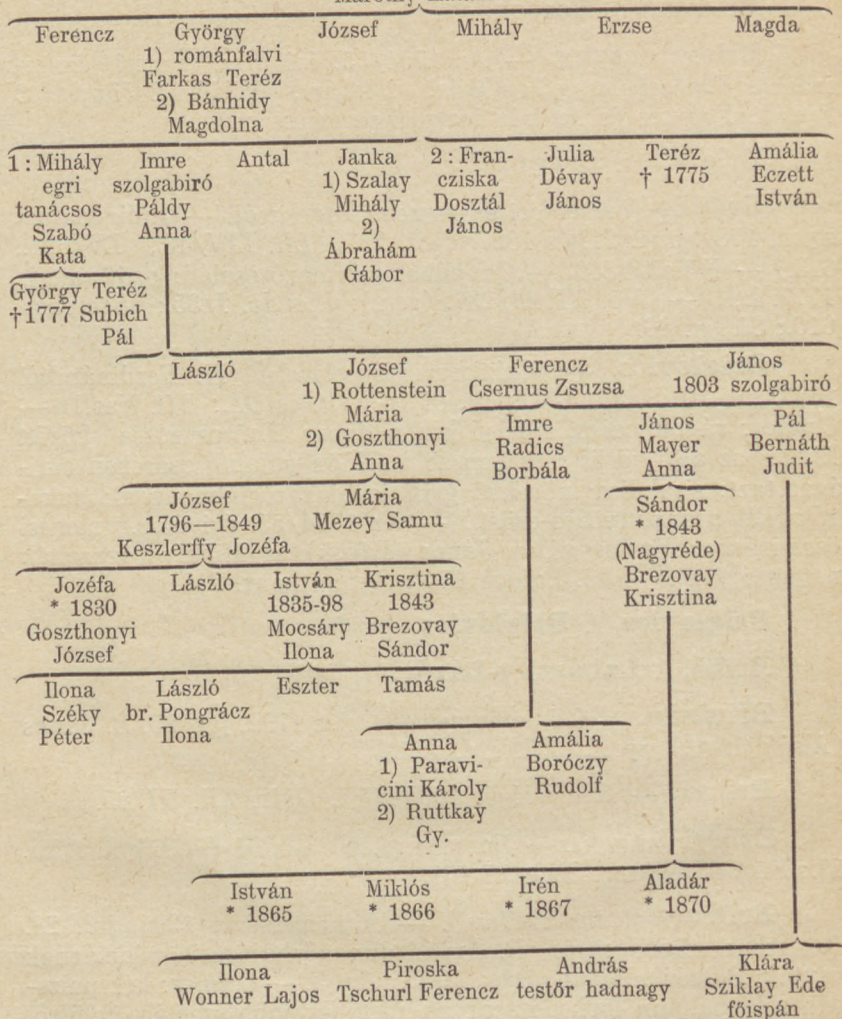 Ferencz György József Mihály Erzse Magda
1) románfalvi
Farkas Teréz
2) Bánhidy
Magdolna
1 : Mihály Imre Antal Janka 2 : Fran- Julia Teréz Amália
egri szolgabiró 1) Szalay cziska Dévay † 1775 Eczett
tanácsos Páldy Mihály Dosztál János István
Szabó Anna 2) János
Kata Ábrahám
Gábor
György Teréz
†1777 Subich
Pál
László József Ferencz János
1) Rottenstein Csernus Zsuzsa 1803 szolgabiró
Mária
2) Goszthonyi
Anna
Imre János Pál
Radics Mayer Bernáth
Borbála Anna Judit
József Mária Sándor
1796—1849 Mezey Samu * 1843
Keszlerffy Jozéfa (Nagyréde)
Brezovay
Krisztina
Jozéfa László István Krisztina
* 1830 1835-98 1843
Goszthonyi Mocsáry Brezovay
József Ilona Sándor
Ilona László Eszter Tamás
Széky br. Pongrácz
Péter Ilona
Anna Amália
1) Paravi- Boróczy
cini Károly Rudolf
2) Ruttkay
Gy.
István Miklós Irén Aladár
* 1865 * 1866 * 1867 * 1870
Ilona Piroska András Klára
Wonner Lajos Tschurl Ferencz testőr hadnagy Sziklay Ede
főispán